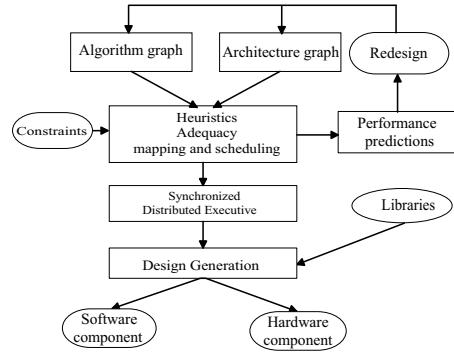 Algorithm graph
Architecture graph
Redesign
Constraints
Heuristics
Adequacy
mapping and scheduling
Performance
predictions
Synchronized
Distributed Executive
Libraries
Design Generation
Software
component
Hardware
component